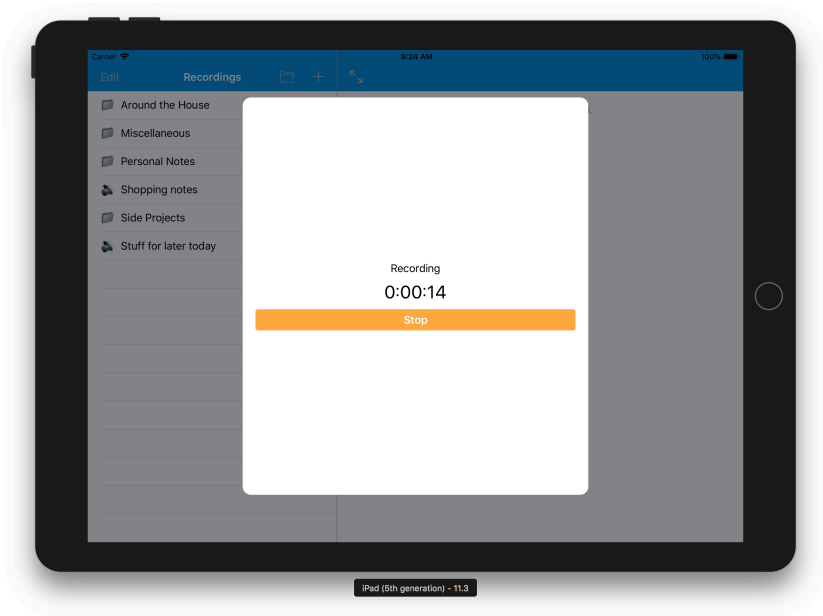 Carrier 9:24 AM 100%
Edit Recordings
Around the House
Miscellaneous
Personal Notes
Shopping notes
Side Projects
Stuff for later today
Recording
0:00:14
Stop
iPad (5th generation) - 11.3